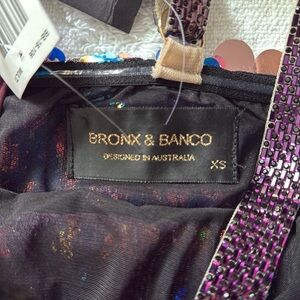 BRONX & BANCO
DESIGNED IN AUSTRALIA
XS